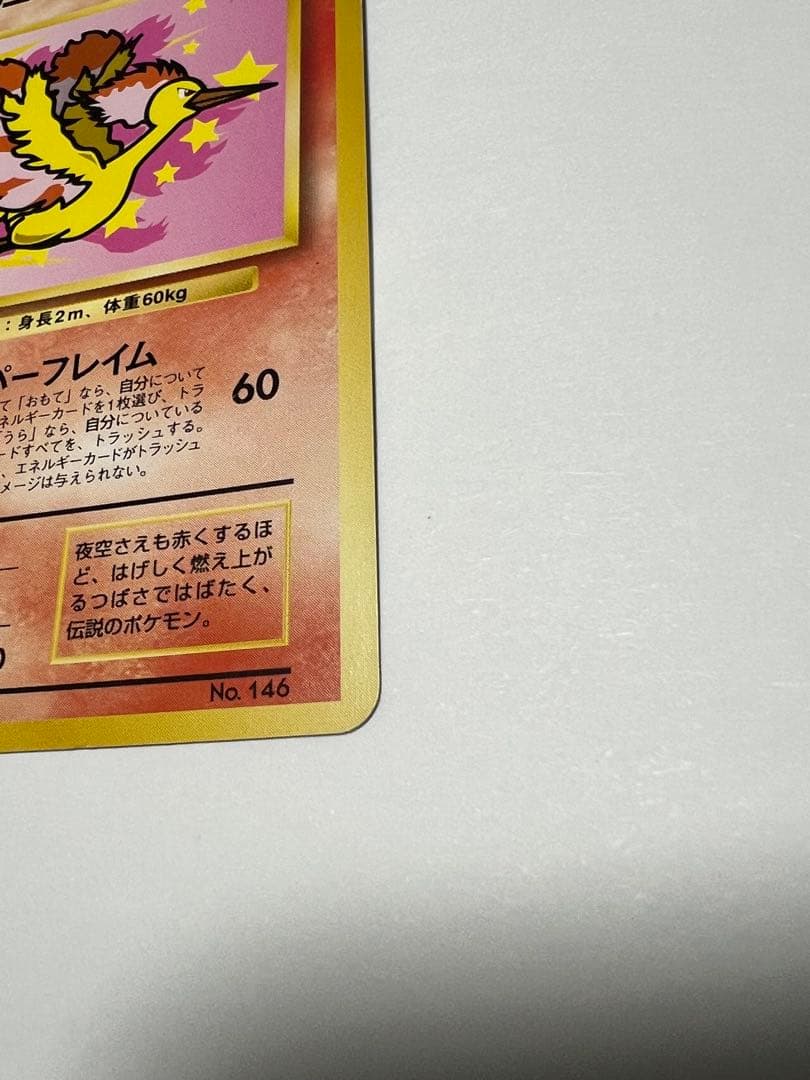 ：身長2m、体重60kg
パーフレイム
て「おもて」なら、自分について
ネルギーカードを1枚選び、トラ
「うら」なら、自分についている
ードすべてを、トラッシュする。
、エネルギーカードがトラッシュ
メージは与えられない。
60
夜空さえも赤くするほ
ど、はげしく燃え上が
るつばさではばたく、
伝説のポケモン。
No. 146